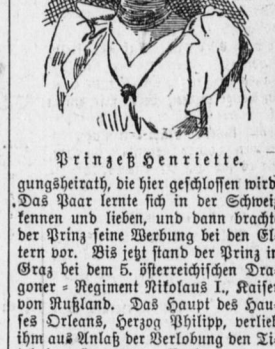 Prinzeß Henriette.
gungsheirath, die hier geschlossen wird.
Das Paar lernte sich in der Schweiz
kennen und lieben, und dann bracht
der Prinz seine Werbung bei den El-
tern vor. Bis jetzt stand der Prinz in
Graz bei dem 5. österreichischen Dra-
goner-Regiment Nikolaus I., Kaiser
von Rußland. Das Haupt des Hau-
ses Orleans, Herzog Philipp, verlieh
ihm aus Anlaß der Verlobung den Ti-